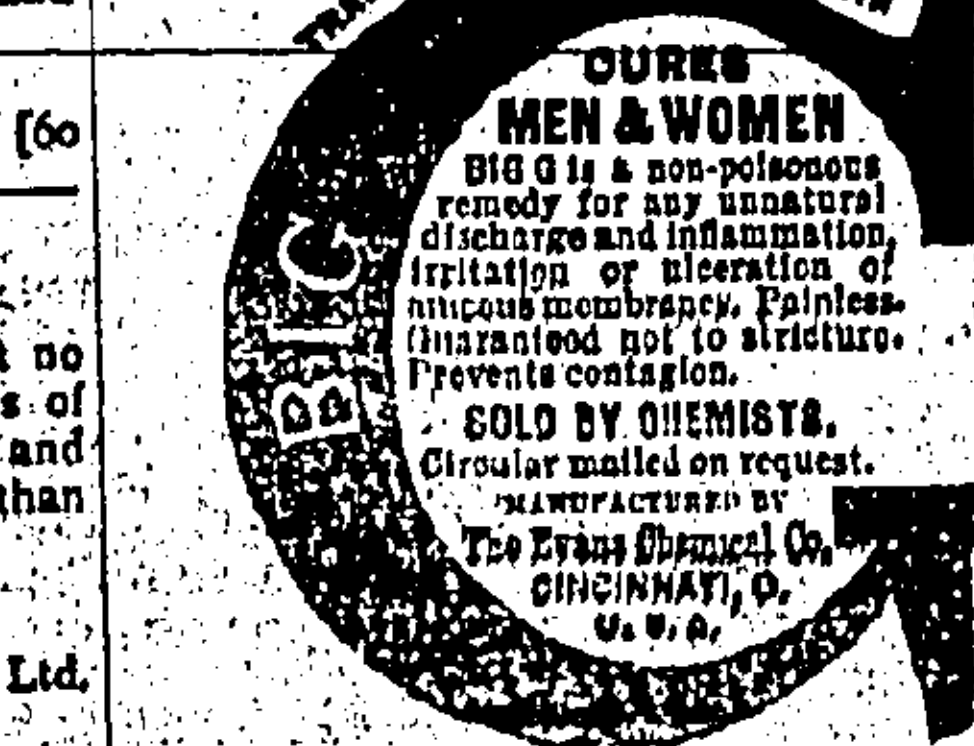 [60
no
s of
and
than
Ltd.
BIG
CURES
MEN & WOMEN
BIG G is a non-poisonous
remedy for any unnatural
discharge and inflammation,
irritation or ulceration of
mucous membranes. Painless.
Guaranteed not to stricture.
Prevents contagion.
SOLD BY CHEMISTS.
Circular mailed on request.
MANUFACTURED BY
The Evans Chemical Co.
CINCINNATI, O.
U. S. A.